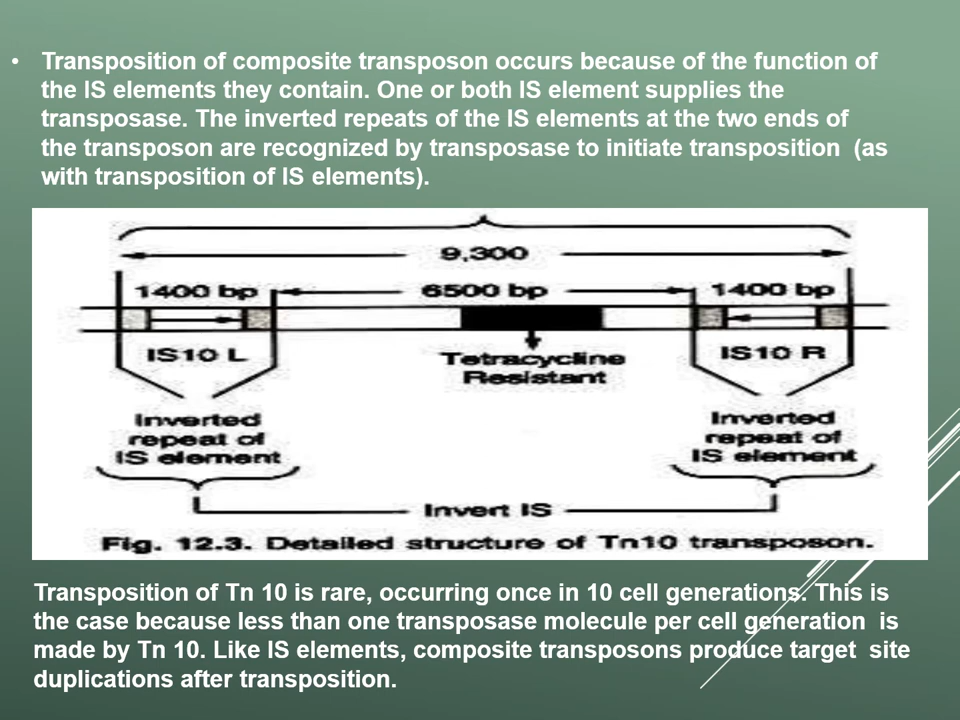 • Transposition of composite transposon occurs because of the function of
the IS elements they contain. One or both IS element supplies the
transposase. The inverted repeats of the IS elements at the two ends of
the transposon are recognized by transposase to initiate transposition (as
with transposition of IS elements).
9,300
1400 bp 6500 bp 1400 bp
IS10 L Tetracycline IS10 R
Resistant
Inverted Inverted
repeat of repeat of
IS element IS element
Invert IS
Fig. 12.3. Detailed structure of Tn10 transposon.
Transposition of Tn 10 is rare, occurring once in 10 cell generations. This is
the case because less than one transposase molecule per cell generation is
made by Tn 10. Like IS elements, composite transposons produce target site
duplications after transposition.